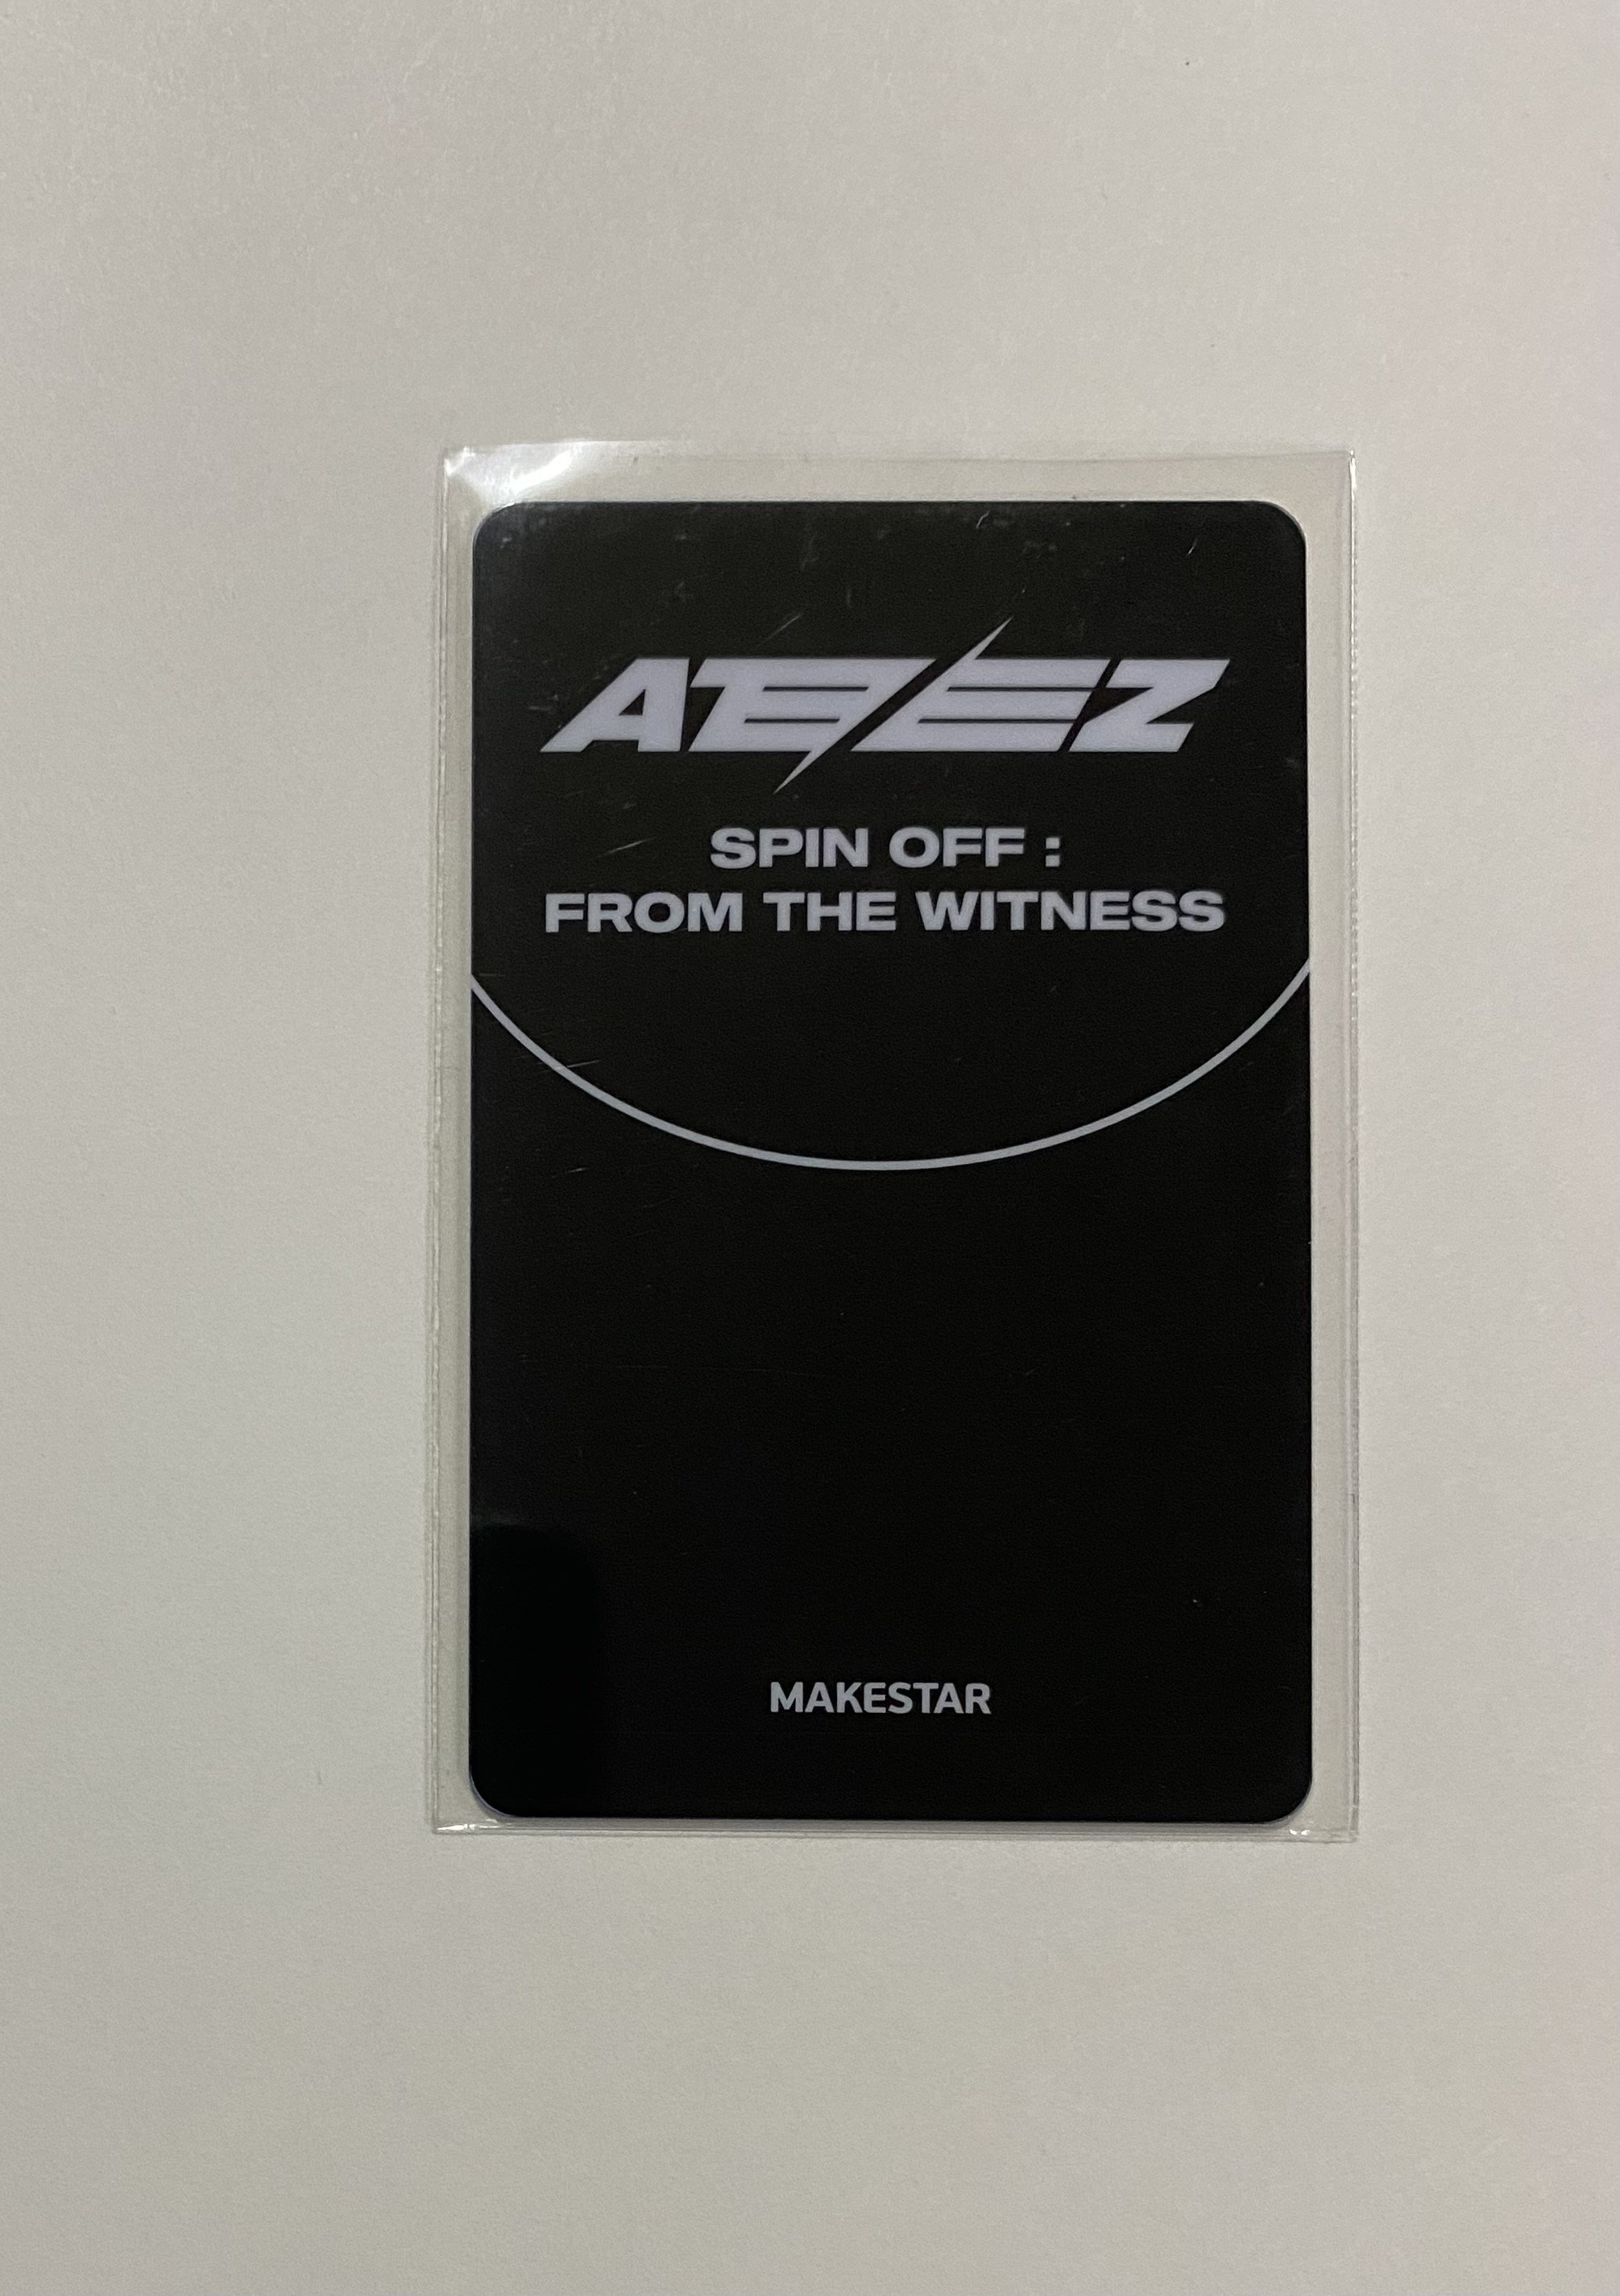 ATEEZ
SPIN OFF :
FROM THE WITNESS
MAKESTAR